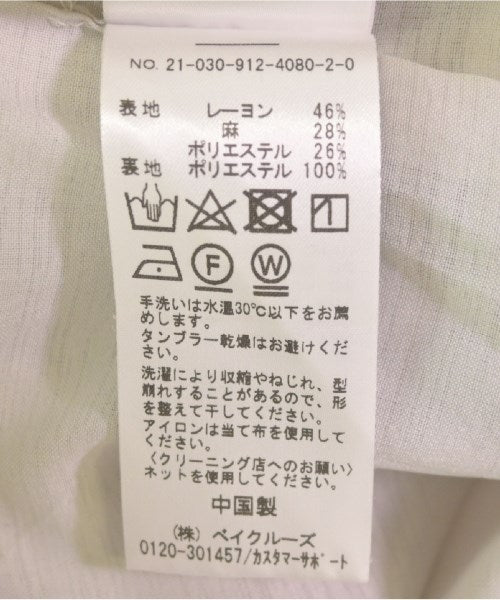 NO. 21-030-912-4080-2-0
表地 レーヨン 46%
麻 28%
ポリエステル 26%
裏地 ポリエステル 100%
F W
手洗いは水温30℃以下をお薦
めします。
タンブラー乾燥はお避けくだ
さい。
洗濯により収縮やねじれ、型
崩れすることがあるので、形
を整えて干してください。
アイロンは当て布を使用して
ください。
〈クリーニング店へのお願い〉
ネットを使用してください。
中国製
(株) ベイクルーズ
0120-301457/カスタマーサポート